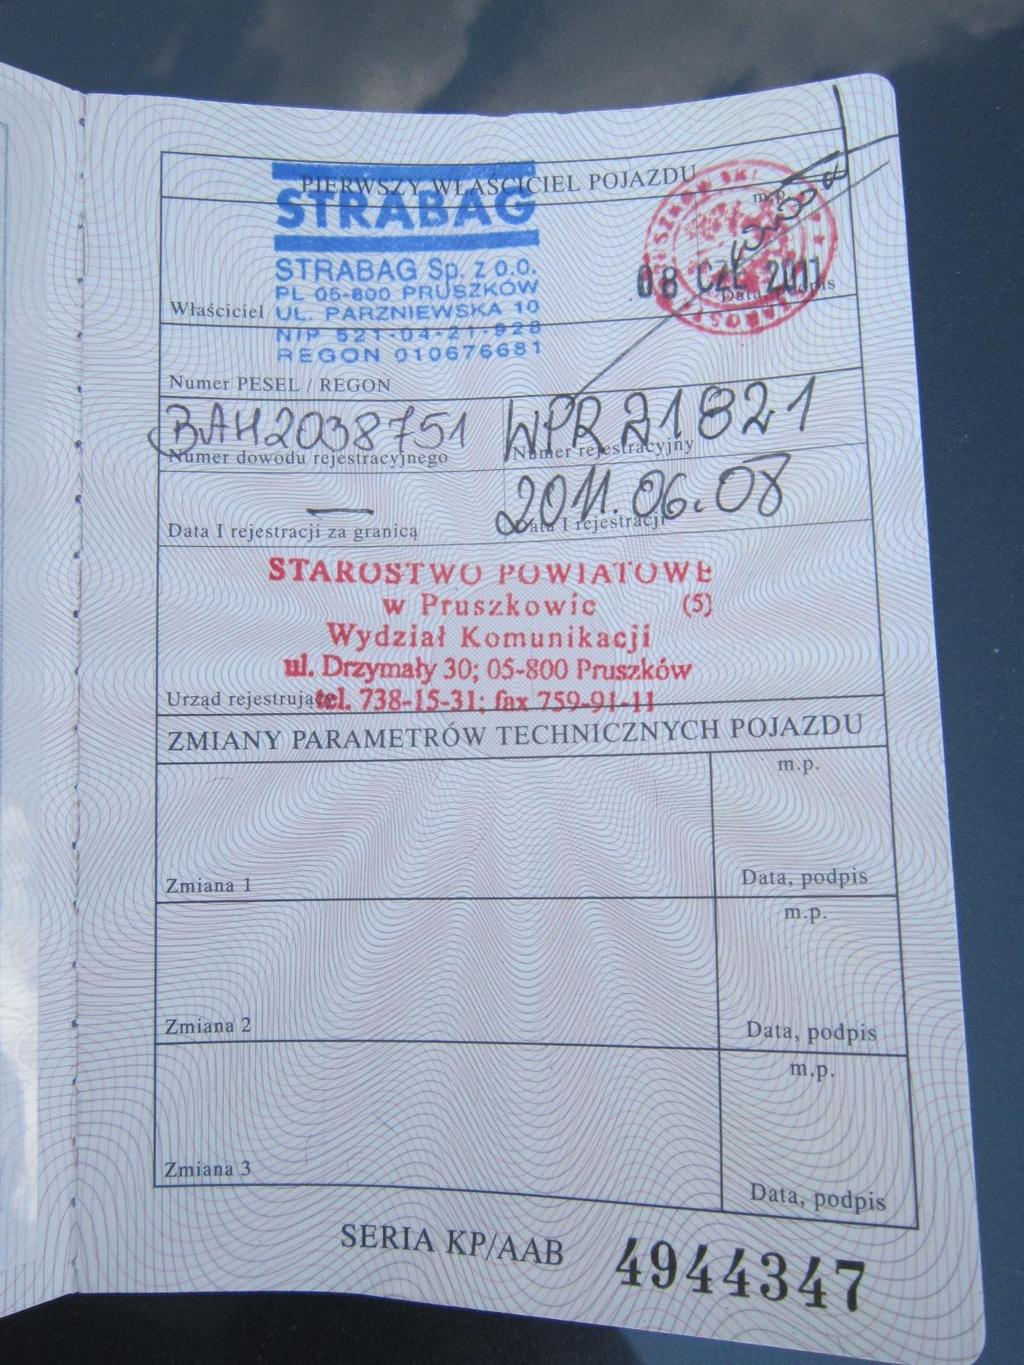 PIERWSZY WŁAŚCICIEL POJAZDU
STRABAG
m.p.
STRABAG Sp. z o.o.
PL 05-800 PRUSZKÓW
08 CZE 2011
Data, podpis
Właściciel
UL. PARZNIEWSKA 10
NIP 521-04-21-928
REGON 010676681
Numer PESEL / REGON
BAH2038751
WPR 21821
Numer dowodu rejestracyjnego
Numer rejestracyjny
2011.06.08
Data I rejestracji za granicą
Data I rejestracji
STAROSTWO POWIATOWE
w Pruszkowie (5)
Wydział Komunikacji
ul. Drzymały 30; 05-800 Pruszków
Urząd rejestrujący
tel. 738-15-31; fax 759-91-11
ZMIANY PARAMETRÓW TECHNICZNYCH POJAZDU
m.p.
Zmiana 1
Data, podpis
m.p.
Zmiana 2
Data, podpis
m.p.
Zmiana 3
Data, podpis
SERIA KP/AAB 4944347